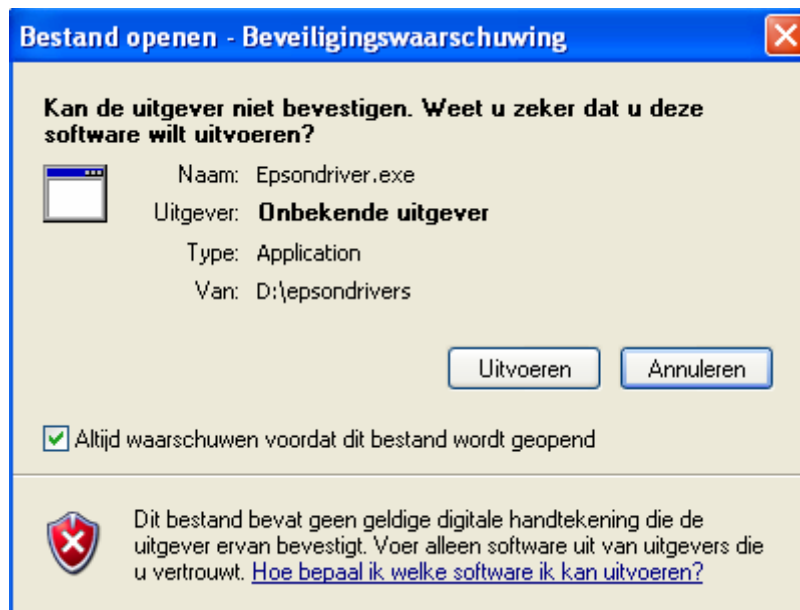 Bestand openen - Beveiligingswaarschuwing
Kan de uitgever niet bevestigen. Weet u zeker dat u deze
software wilt uitvoeren?
Naam: Epsondriver.exe
Uitgever: Onbekende uitgever
Type: Application
Van: D:\epsondrivers
Uitvoeren Annuleren
Altijd waarschuwen voordat dit bestand wordt geopend
Dit bestand bevat geen geldige digitale handtekening die de
uitgever ervan bevestigt. Voer alleen software uit van uitgevers die
u vertrouwt. Hoe bepaal ik welke software ik kan uitvoeren?